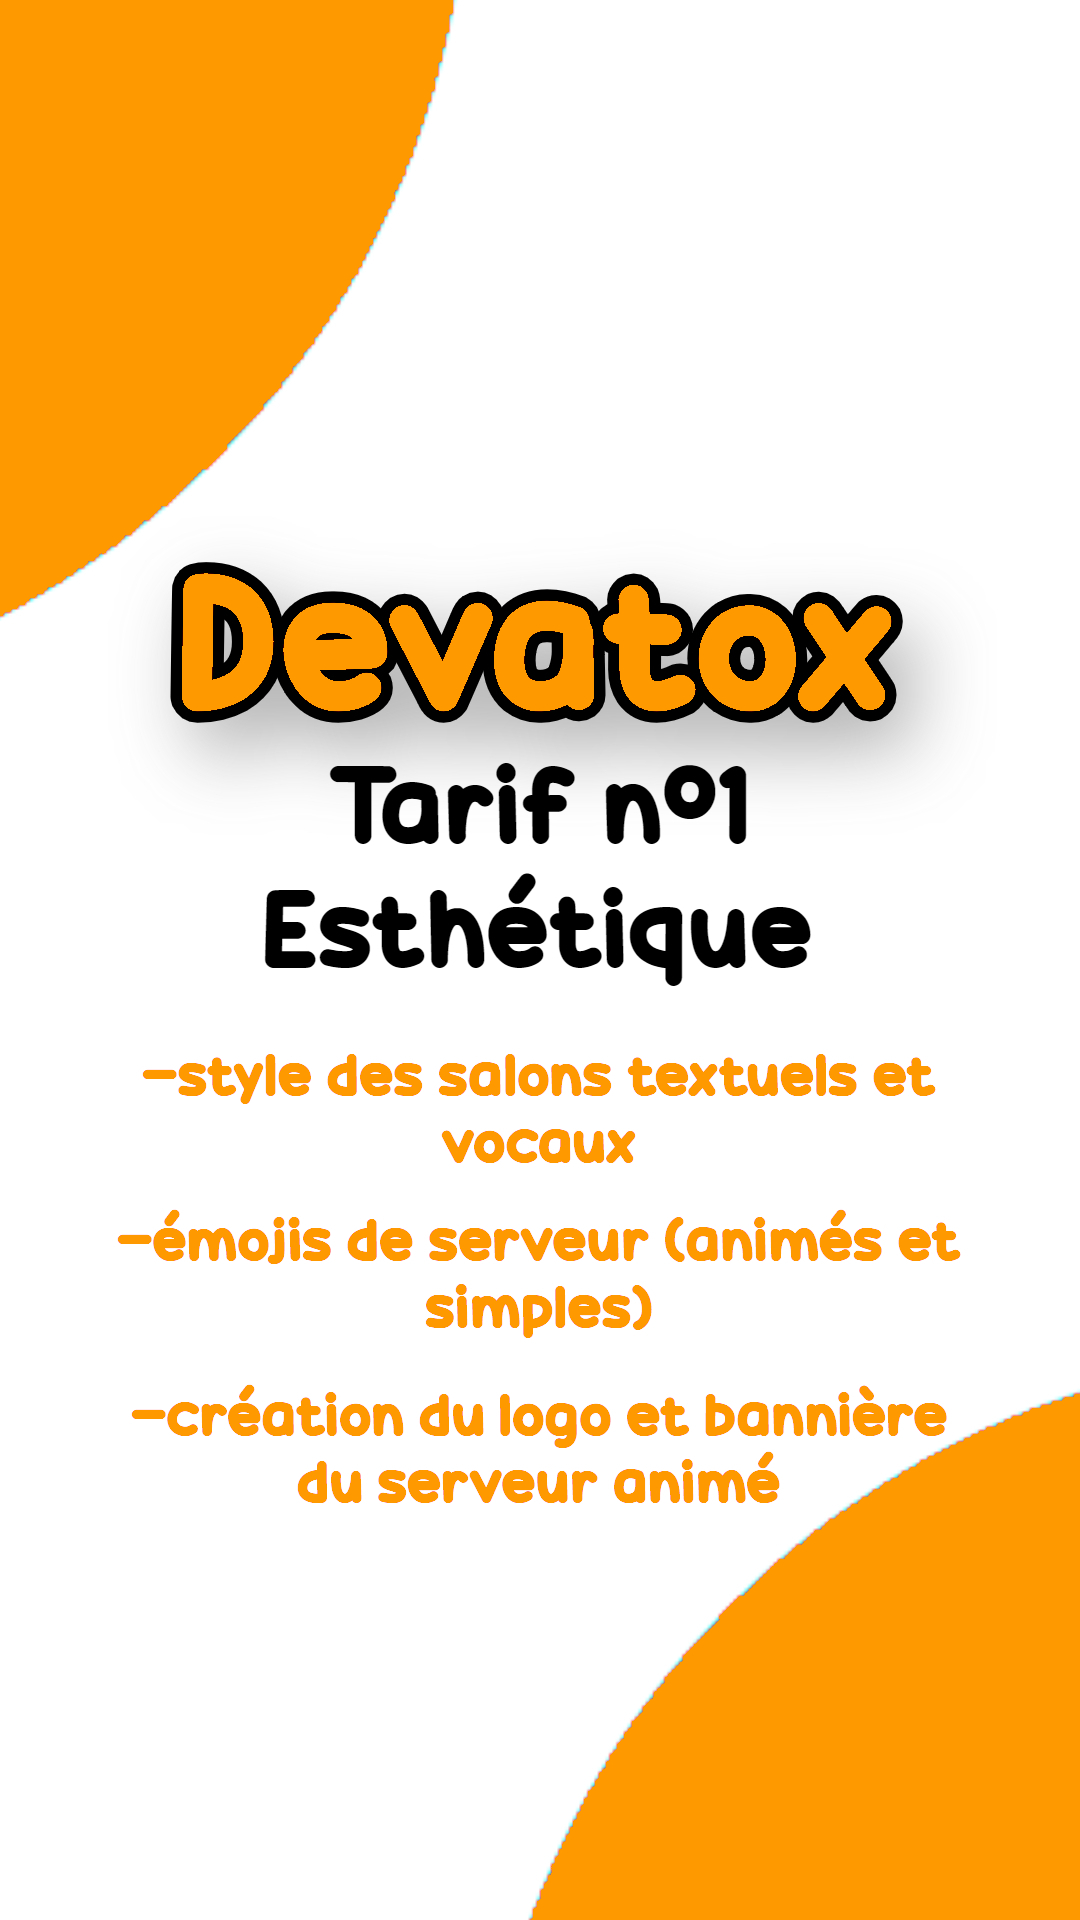 Devatox
Tarif n°1
Esthétique
-style des salons textuels et
vocaux
-émojis de serveur (animés et
simples)
-création du logo et bannière
du serveur animé